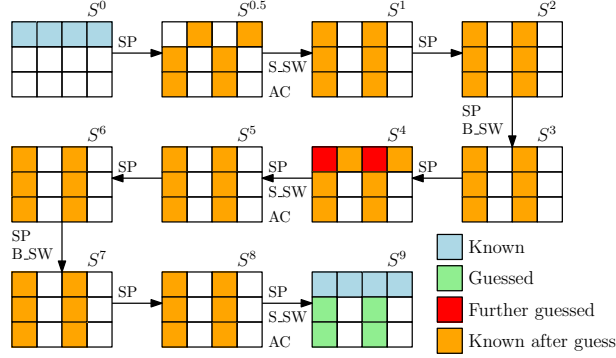 S^0 S^0.5 S^1 S^2
SP SP SP
S_SW
AC
SP
B_SW
S^6 S^5 S^4 S^3
SP SP SP
S_SW
AC
SP
B_SW
S^7 S^8 S^9
SP SP
S_SW
AC
Known
Guessed
Further guessed
Known after guess